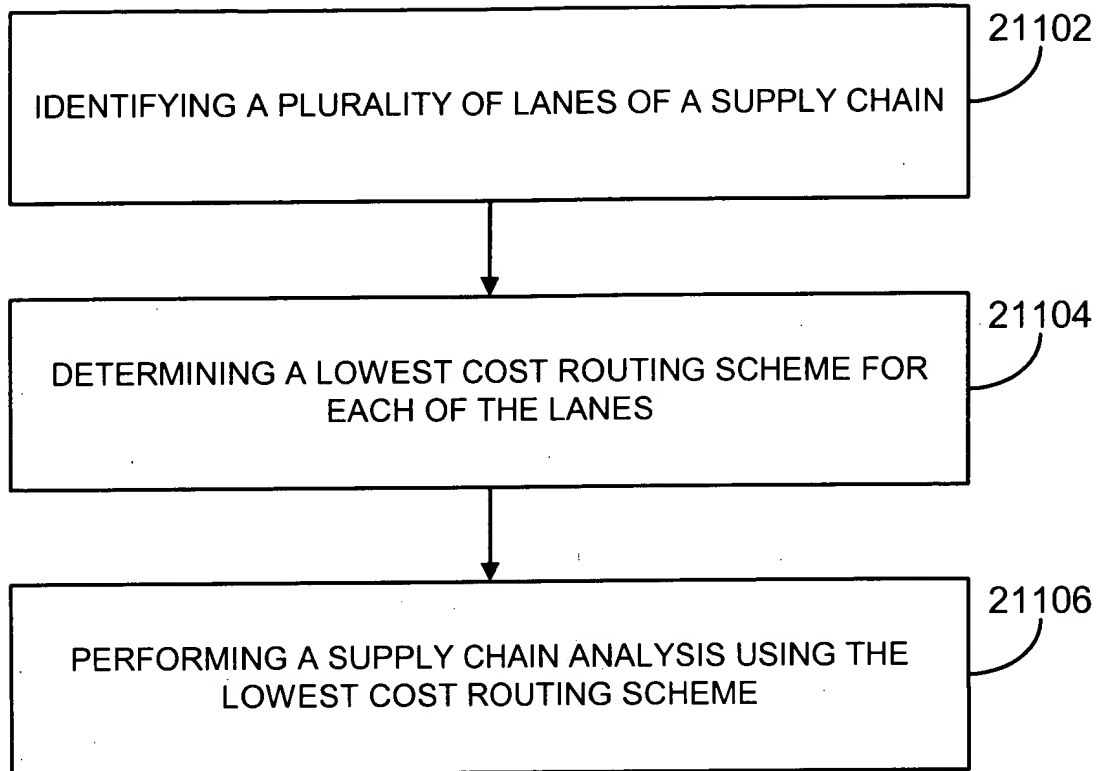 21102
IDENTIFYING A PLURALITY OF LANES OF A SUPPLY CHAIN
21104
DETERMINING A LOWEST COST ROUTING SCHEME FOR
EACH OF THE LANES
21106
PERFORMING A SUPPLY CHAIN ANALYSIS USING THE
LOWEST COST ROUTING SCHEME